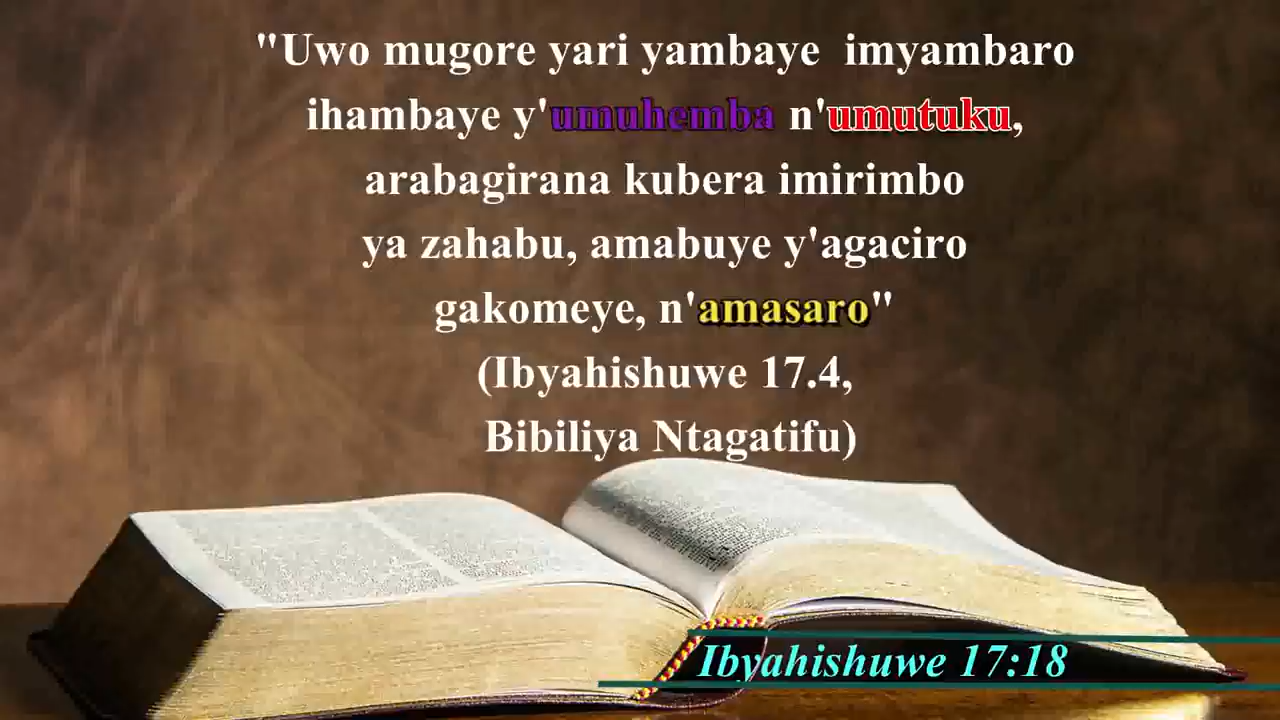 "Uwo mugore yari yambaye imyambaro
ihambaye y'umuhemba n'umutuku,
arabagirana kubera imirimbo
ya zahabu, amabuye y'agaciro
gakomeye, n'amasaro"
(Ibyahishuwe 17.4,
Bibiliya Ntagatifu)
Ibyahishuwe 17:18